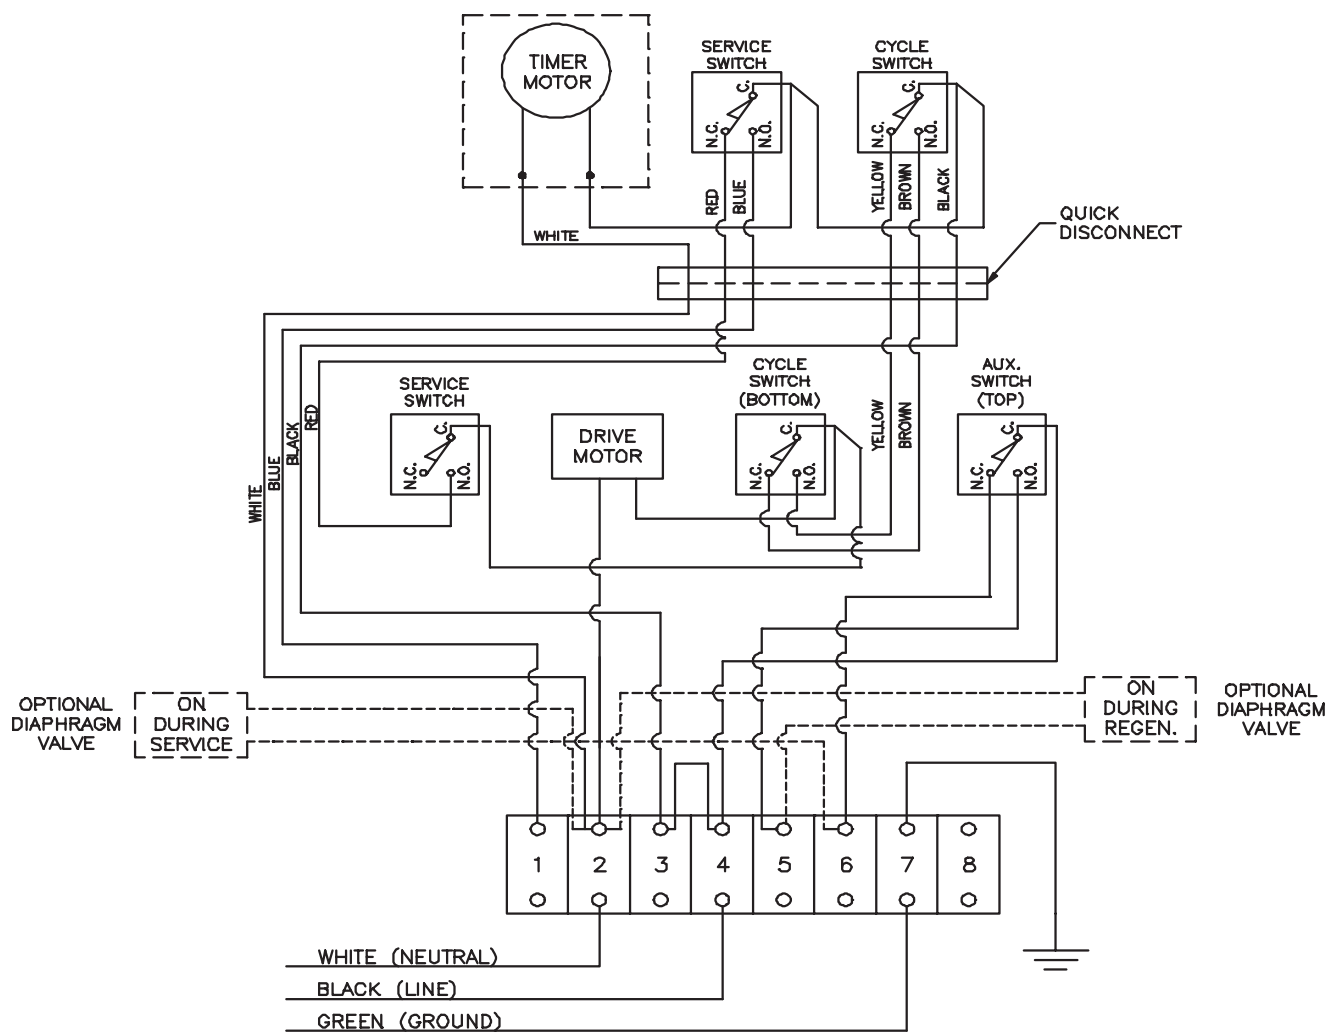 TIMER
MOTOR
SERVICE
SWITCH
C.
N.C.
N.O.
CYCLE
SWITCH
C.
N.C.
N.O.
RED
BLUE
YELLOW
BROWN
BLACK
WHITE
QUICK
DISCONNECT
SERVICE
SWITCH
C.
N.C.
N.O.
DRIVE
MOTOR
CYCLE
SWITCH
(BOTTOM)
C.
N.C.
N.O.
YELLOW
BROWN
AUX.
SWITCH
(TOP)
C.
N.C.
N.O.
WHITE
BLUE
BLACK
RED
OPTIONAL
DIAPHRAGM
VALVE
ON
DURING
SERVICE
ON
DURING
REGEN.
OPTIONAL
DIAPHRAGM
VALVE
1 2 3 4 5 6 7 8
WHITE (NEUTRAL)
BLACK (LINE)
GREEN (GROUND)